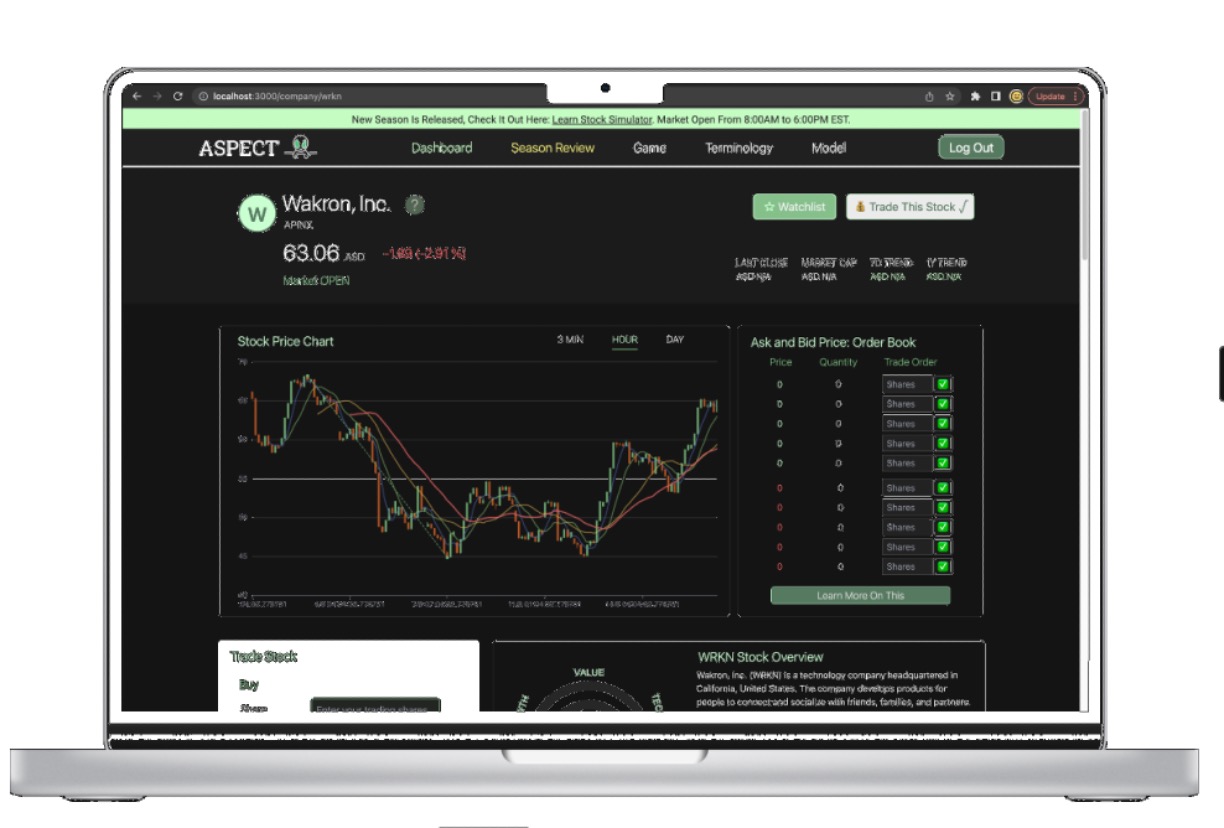 localhost:3000/company/wrkn
Update
New Season Is Released, Check It Out Here: Learn Stock Simulator. Market Open From 8:00AM to 6:00PM EST.
ASPECT
Dashboard Season Review Game Terminology Model Log Out
W
Wakron, Inc. ?
☆ Watchlist
Trade This Stock √
63.06 ASD
Market OPEN
LAST CLOSE MARKET CAP 7D TREND 1Y TREND
ASD N/A ASD N/A ASD N/A ASD N/A
Stock Price Chart
3 MIN HOUR DAY
45
Ask and Bid Price: Order Book
Price Quantity Trade Order
0 0 Shares
0 0 Shares
0 0 Shares
0 0 Shares
0 0 Shares
0 0 Shares
0 0 Shares
0 0 Shares
0 0 Shares
0 0 Shares
Learn More On This
Trade Stock
Buy
Share
Enter your trading shares
VALUE
WRKN Stock Overview
Wakron, Inc. (WRKN) is a technology company headquartered in
California, United States. The company develops products for
people to connect and socialize with friends, families, and partners.